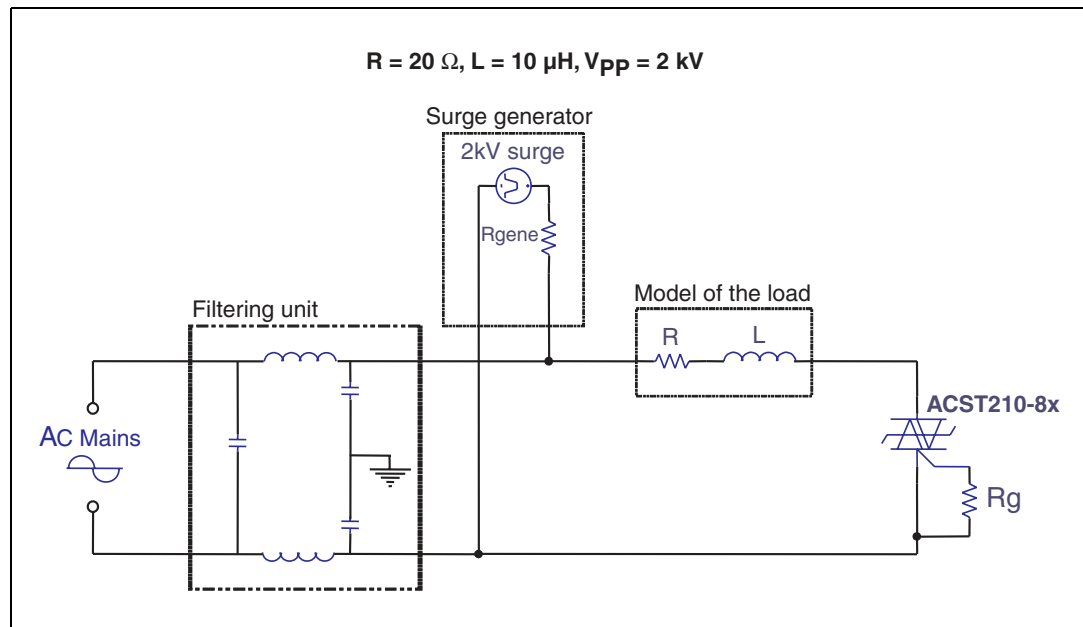 R = 20 Ω, L = 10 µH, VPP = 2 kV
Surge generator
2kV surge
Rgene
Model of the load
Filtering unit
R
L
ACST210-8x
AC Mains
Rg